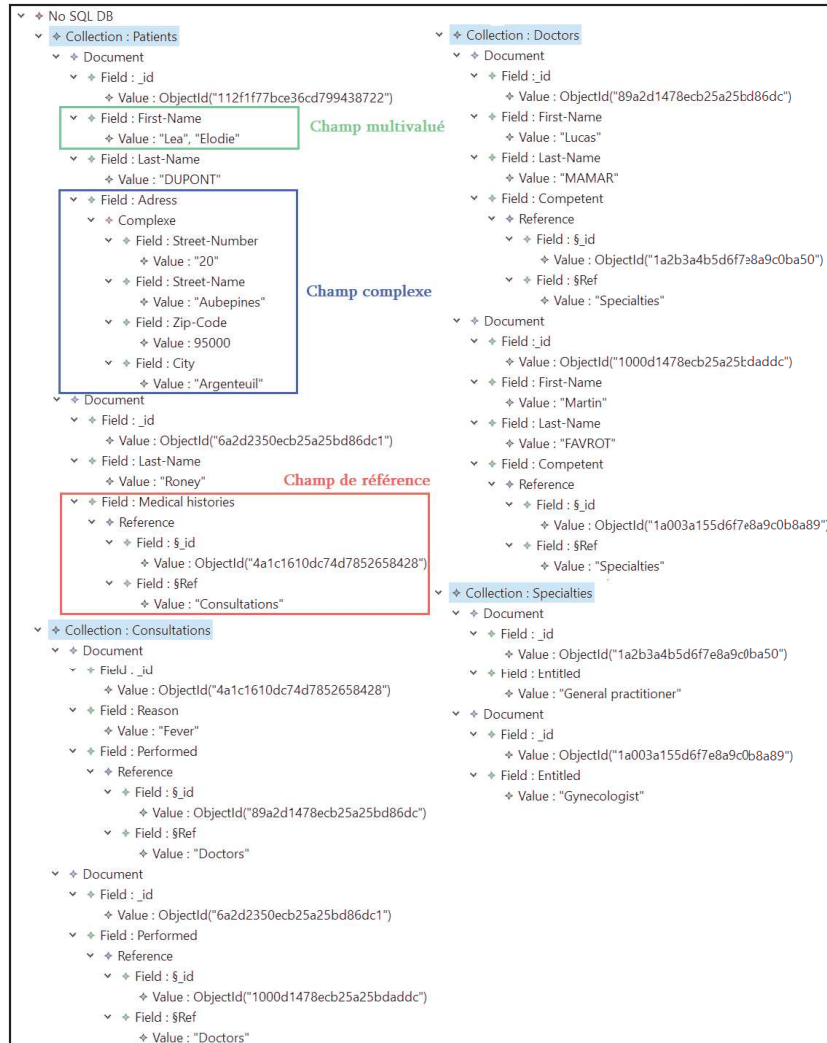 No SQL DB
Collection : Patients
Document
Field : _id
Value : ObjectId("112f1f77bce36cd799438722")
Field : First-Name
Value : "Lea", "Elodie"
Champ multivalué
Field : Last-Name
Value : "DUPONT"
Field : Adress
Complexe
Field : Street-Number
Value : "20"
Field : Street-Name
Value : "Aubepines"
Champ complexe
Field : Zip-Code
Value : 95000
Field : City
Value : "Argenteuil"
Document
Field : _id
Value : ObjectId("6a2d2350ecb25a25bd86dc1")
Field : Last-Name
Value : "Roney"
Champ de référence
Field : Medical histories
Reference
Field : §_id
Value : ObjectId("4a1c1610dc74d7852658428")
Field : §Ref
Value : "Consultations"
Collection : Consultations
Document
Field : _id
Value : ObjectId("4a1c1610dc74d7852658428")
Field : Reason
Value : "Fever"
Field : Performed
Reference
Field : §_id
Value : ObjectId("89a2d1478ecb25a25bd86dc")
Field : §Ref
Value : "Doctors"
Document
Field : _id
Value : ObjectId("6a2d2350ecb25a25bd86dc1")
Field : Performed
Reference
Field : §_id
Value : ObjectId("1000d1478ecb25a25bdaddc")
Field : §Ref
Value : "Doctors"
Collection : Doctors
Document
Field :_id
Value : ObjectId("89a2d1478ecb25a25bd86dc")
Field : First-Name
Value : "Lucas"
Field : Last-Name
Value : "MAMAR"
Field : Competent
Reference
Field : §_id
Value : ObjectId("1a2b3a4b5d6f7e8a9c0ba50")
Field : §Ref
Value : "Specialties"
Document
Field :_id
Value : ObjectId("1000d1478ecb25a25bdaddc")
Field : First-Name
Value : "Martin"
Field : Last-Name
Value : "FAVROT"
Field : Competent
Reference
Field : §_id
Value : ObjectId("1a003a155d6f7e8a9c0b8a89")
Field : §Ref
Value : "Specialties"
Collection : Specialties
Document
Field : _id
Value : ObjectId("1a2b3a4b5d6f7e8a9c0ba50")
Field : Entitled
Value : "General practitioner"
Document
Field : _id
Value : ObjectId("1a003a155d6f7e8a9c0b8a89")
Field : Entitled
Value : "Gynecologist"